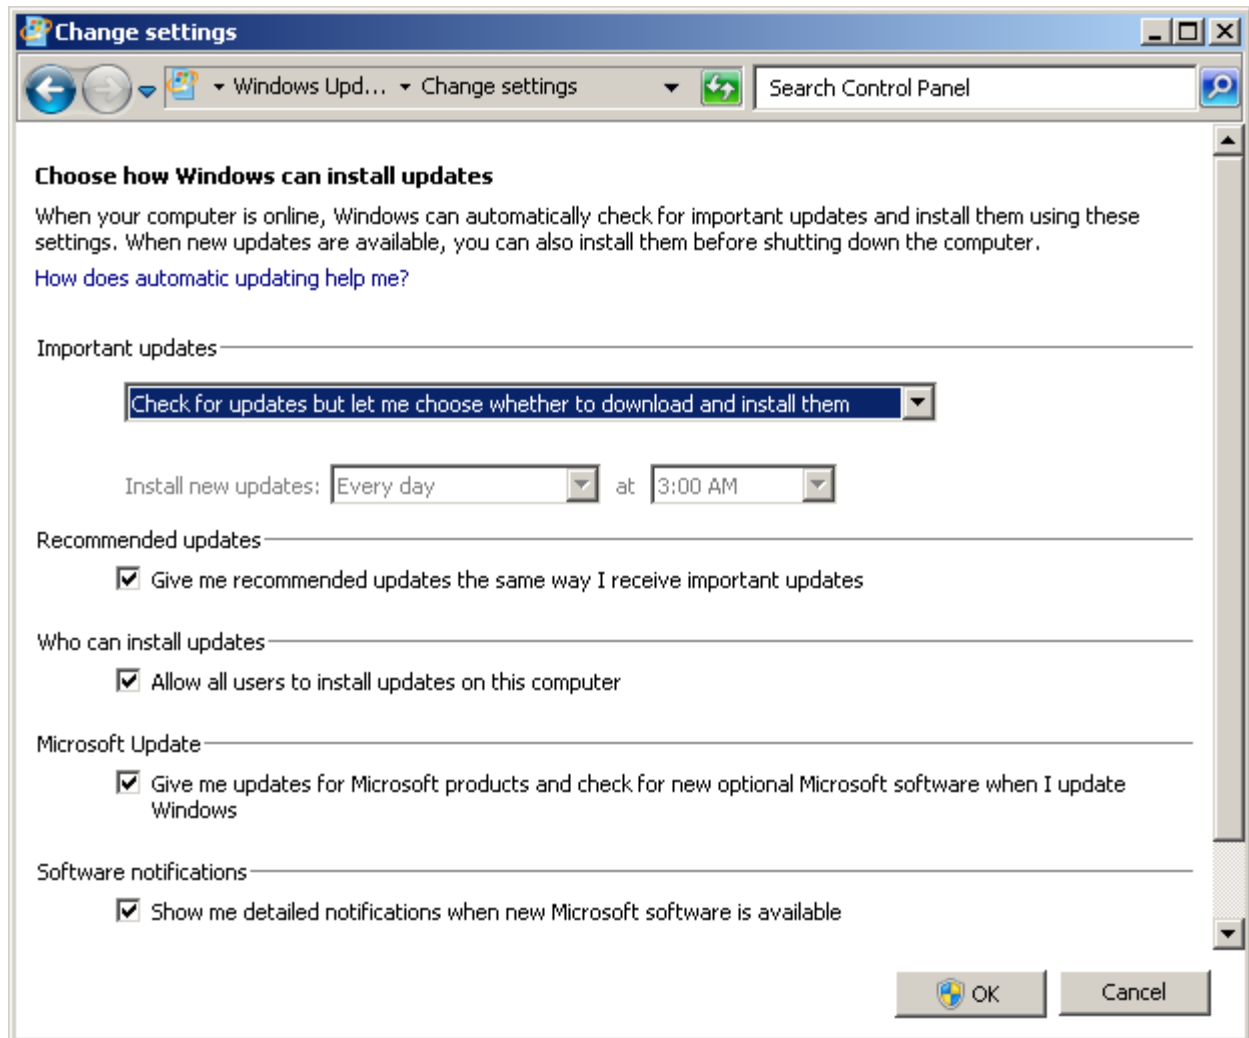 Change settings
Windows Upd... Change settings
Search Control Panel
Choose how Windows can install updates
When your computer is online, Windows can automatically check for important updates and install them using these
settings. When new updates are available, you can also install them before shutting down the computer.
How does automatic updating help me?
Important updates
Check for updates but let me choose whether to download and install them
Install new updates: Every day at 3:00 AM
Recommended updates
Give me recommended updates the same way I receive important updates
Who can install updates
Allow all users to install updates on this computer
Microsoft Update
Give me updates for Microsoft products and check for new optional Microsoft software when I update
Windows
Software notifications
Show me detailed notifications when new Microsoft software is available
OK Cancel